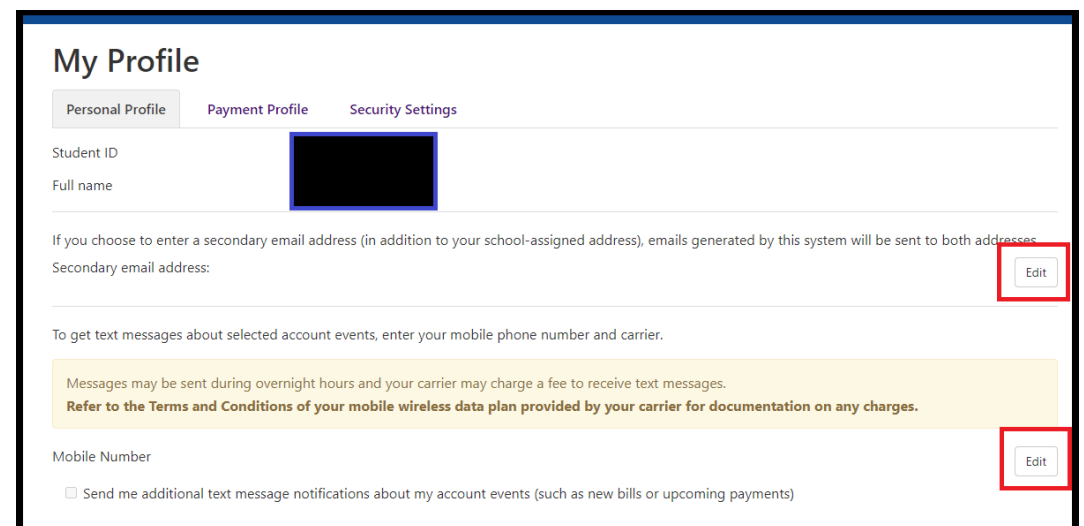 My Profile
Personal Profile Payment Profile Security Settings
Student ID
Full name
If you choose to enter a secondary email address (in addition to your school-assigned address), emails generated by this system will be sent to both addresses.
Secondary email address:
Edit
To get text messages about selected account events, enter your mobile phone number and carrier.
Messages may be sent during overnight hours and your carrier may charge a fee to receive text messages.
Refer to the Terms and Conditions of your mobile wireless data plan provided by your carrier for documentation on any charges.
Mobile Number
Edit
Send me additional text message notifications about my account events (such as new bills or upcoming payments)